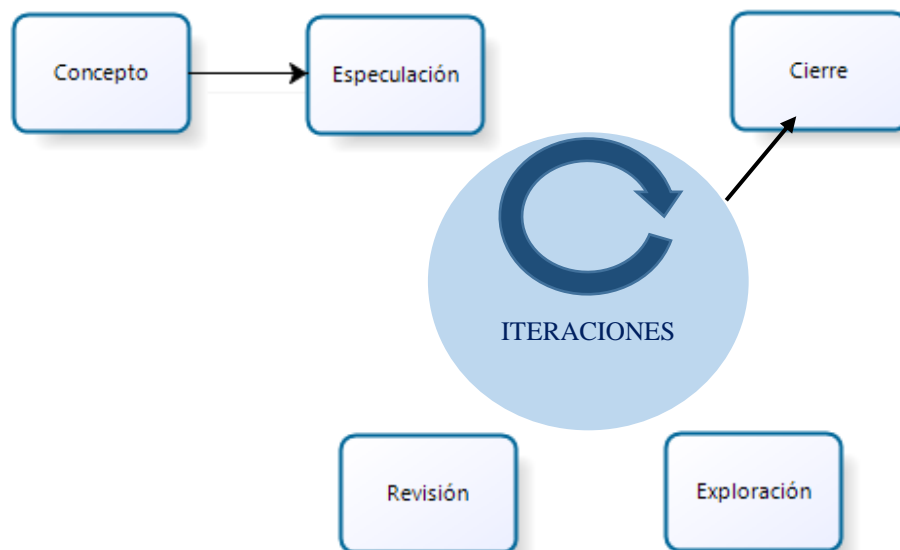 Concepto
Especulación
Cierre
ITERACIONES
Revisión
Exploración